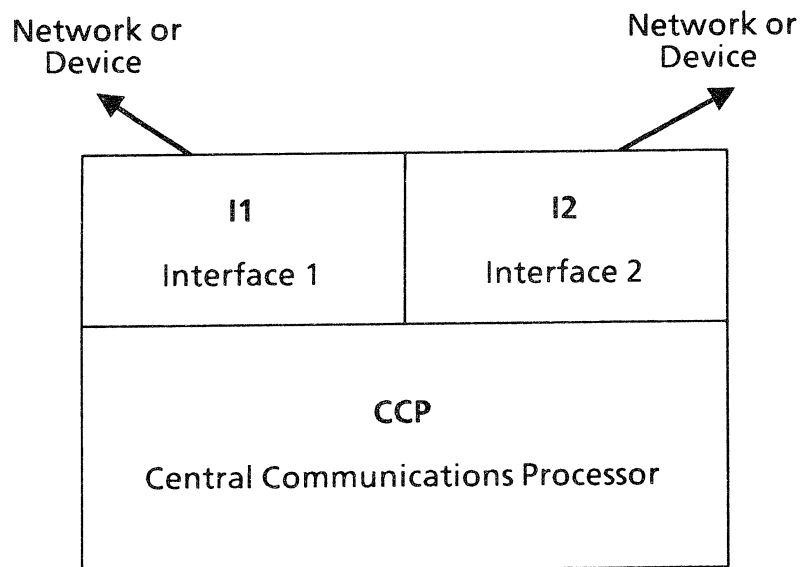 Network or
Device
Network or
Device
I1
Interface 1
I2
Interface 2
CCP
Central Communications Processor